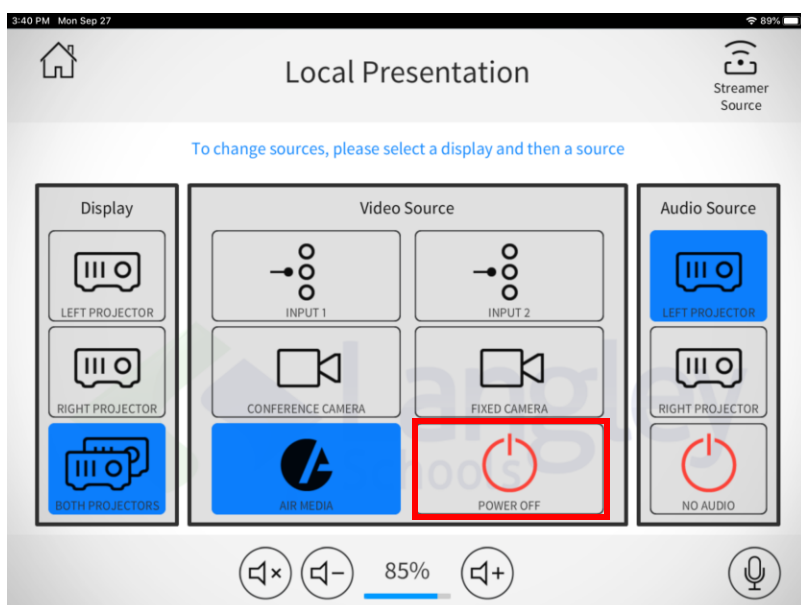 3:40 PM Mon Sep 27
89%
Local Presentation
Streamer
Source
To change sources, please select a display and then a source
Display
Video Source
Audio Source
LEFT PROJECTOR
INPUT 1
INPUT 2
LEFT PROJECTOR
RIGHT PROJECTOR
CONFERENCE CAMERA
FIXED CAMERA
RIGHT PROJECTOR
BOTH PROJECTORS
AIR MEDIA
POWER OFF
NO AUDIO
Langley
Schools
85%